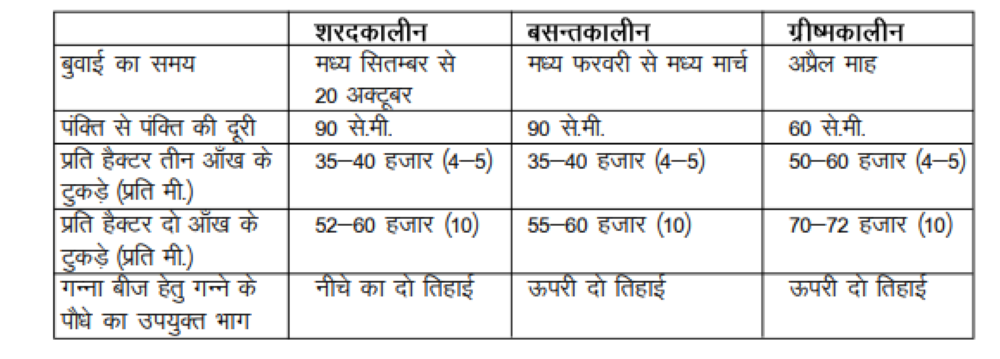 शरदकालीन बसन्तकालीन ग्रीष्मकालीन
बुवाई का समय मध्य सितम्बर से मध्य फरवरी से मध्य मार्च अप्रैल माह
20 अक्टूबर
पंक्ति से पंक्ति की दूरी 90 से.मी. 90 से.मी. 60 से.मी.
प्रति हैक्टर तीन आँख के 35–40 हजार (4–5) 35–40 हजार (4–5) 50–60 हजार (4–5)
टुकड़े (प्रति मी.)
प्रति हैक्टर दो आँख के 52–60 हजार (10) 55–60 हजार (10) 70–72 हजार (10)
टुकड़े (प्रति मी.)
गन्ना बीज हेतु गन्ने के नीचे का दो तिहाई ऊपरी दो तिहाई ऊपरी दो तिहाई
पौधे का उपयुक्त भाग